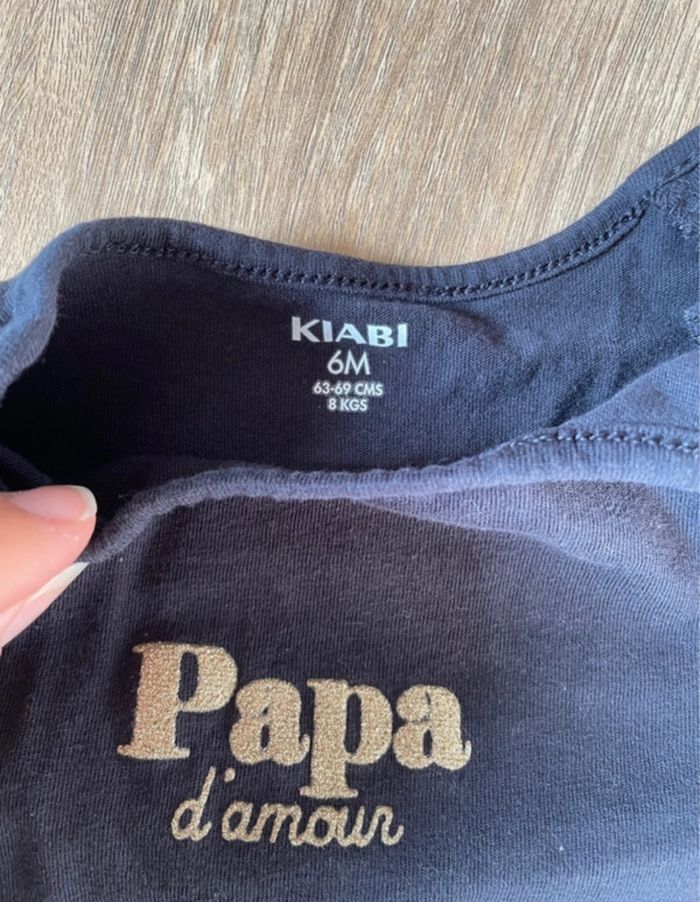 KIABI
6M
63-69 CMS
8 KGS
Papa
d'amour